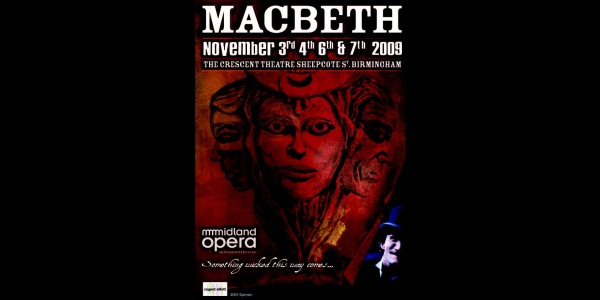 MACBETH
November 3rd 4th 6th & 7th 2009
THE CRESCENT THEATRE SHEEPCOTE ST. BIRMINGHAM
midland
opera
Something wicked this way comes...